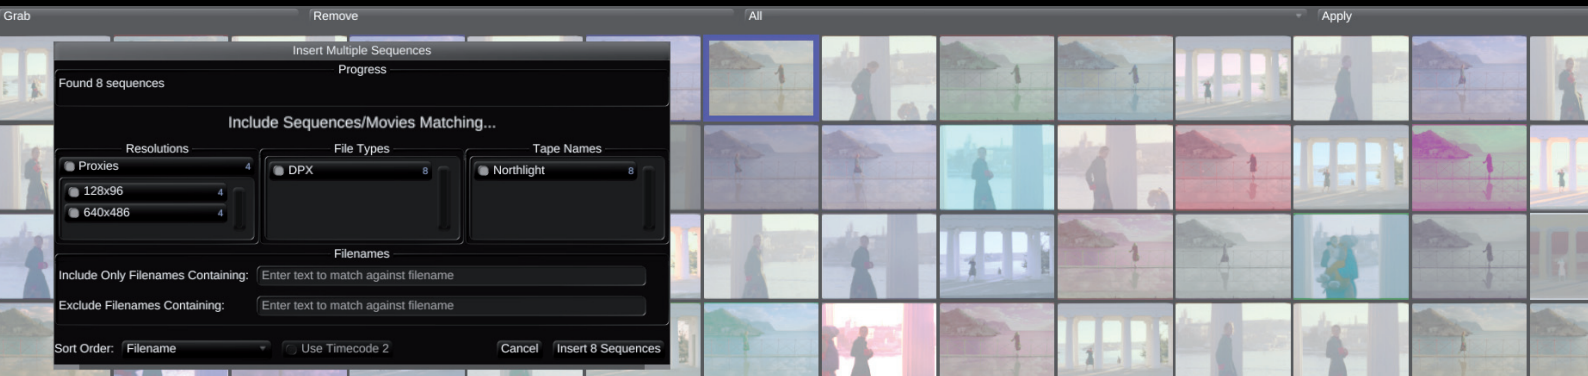 Grab Remove All Apply
Insert Multiple Sequences
Progress
Found 8 sequences
Include Sequences/Movies Matching...
Resolutions File Types Tape Names
Proxies 4 DPX 8 Northlight 8
128x96 4
640x486 4
Filenames
Include Only Filenames Containing: Enter text to match against filename
Exclude Filenames Containing: Enter text to match against filename
Sort Order: Filename Use Timecode 2 Cancel Insert 8 Sequences